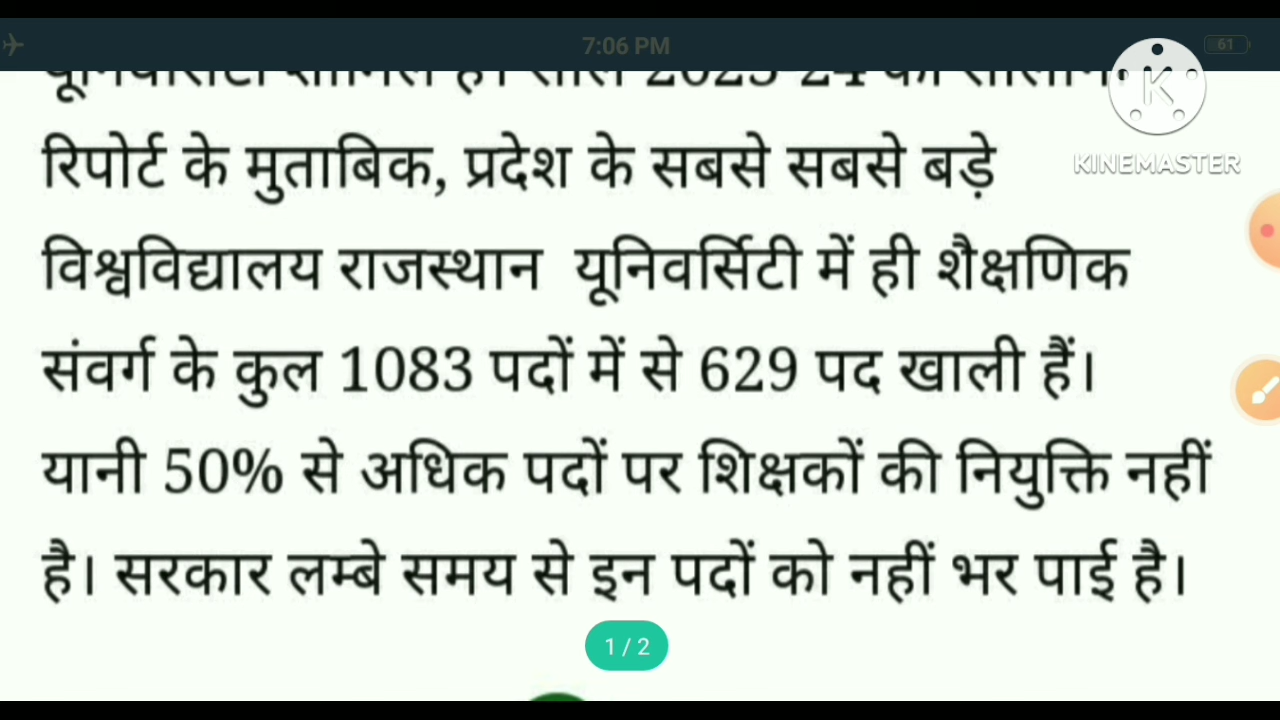 7:06 PM
61
K
KINEMASTER
रिपोर्ट के मुताबिक, प्रदेश के सबसे सबसे बड़े
विश्वविद्यालय राजस्थान यूनिवर्सिटी में ही शैक्षणिक
संवर्ग के कुल 1083 पदों में से 629 पद खाली हैं।
यानी 50% से अधिक पदों पर शिक्षकों की नियुक्ति नहीं
है। सरकार लम्बे समय से इन पदों को नहीं भर पाई है।
1 / 2